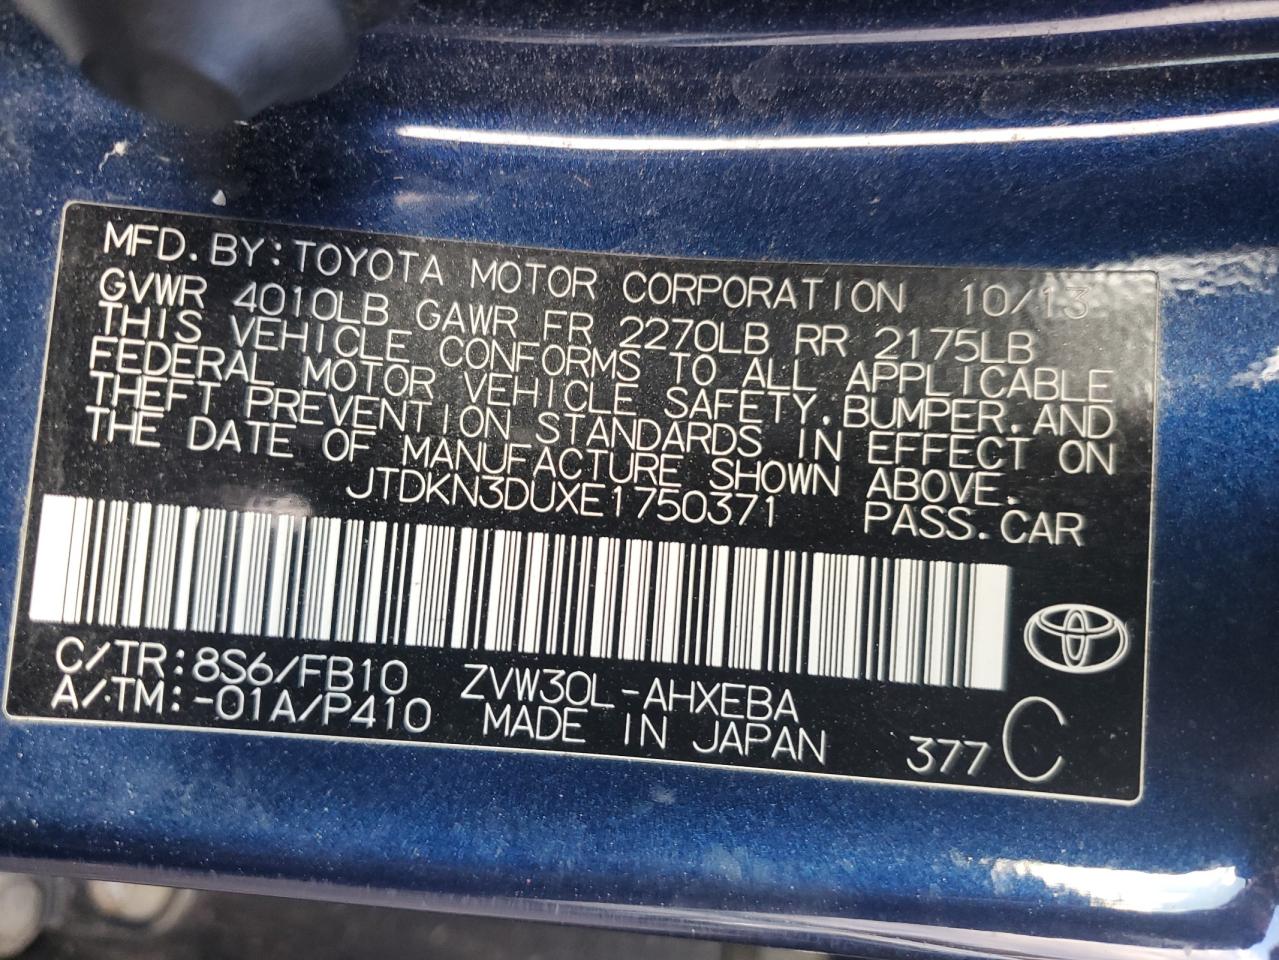 MFD. BY: TOYOTA MOTOR CORPORATION 10/13
GVWR 4010LB GAWR FR 2270LB RR 2175LB
THIS VEHICLE CONFORMS TO ALL APPLICABLE
FEDERAL MOTOR VEHICLE SAFETY, BUMPER, AND
THEFT PREVENTION STANDARDS IN EFFECT ON
THE DATE OF MANUFACTURE SHOWN ABOVE.
JTDKN3DUXE1750371 PASS. CAR
C/TR: 8S6/FB10 ZVW30L-AHXEBA
A/TM: -01A/P410 MADE IN JAPAN 377 C